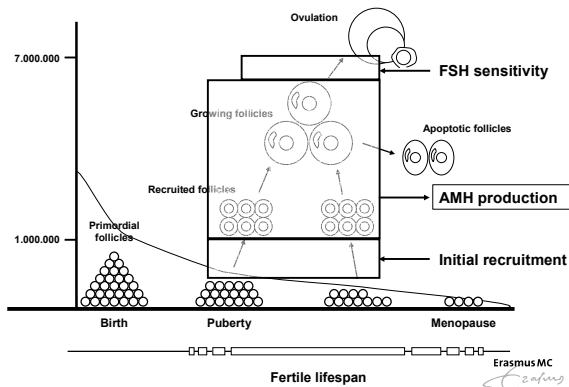 Ovulation
7.000.000
FSH sensitivity
Growing follicles
Apoptotic follicles
Recruited follicles
AMH production
Primordial
follicles
1.000.000
Initial recruitment
Birth
Puberty
Menopause
Erasmus MC
Erasmus
Fertile lifespan